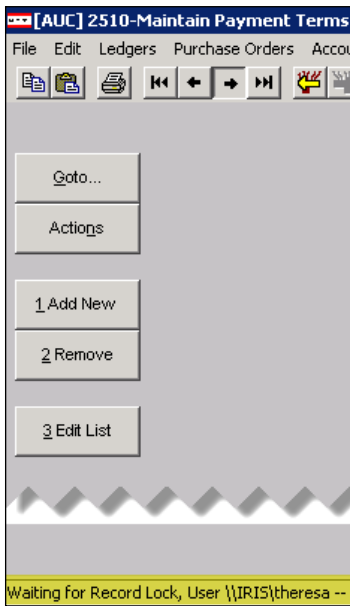 [AUC] 2510-Maintain Payment Terms
File Edit Ledgers Purchase Orders
Goto...
Actions
1 Add New
2 Remove
3 Edit List
Waiting for Record Lock, User \\IRIS\theresa --